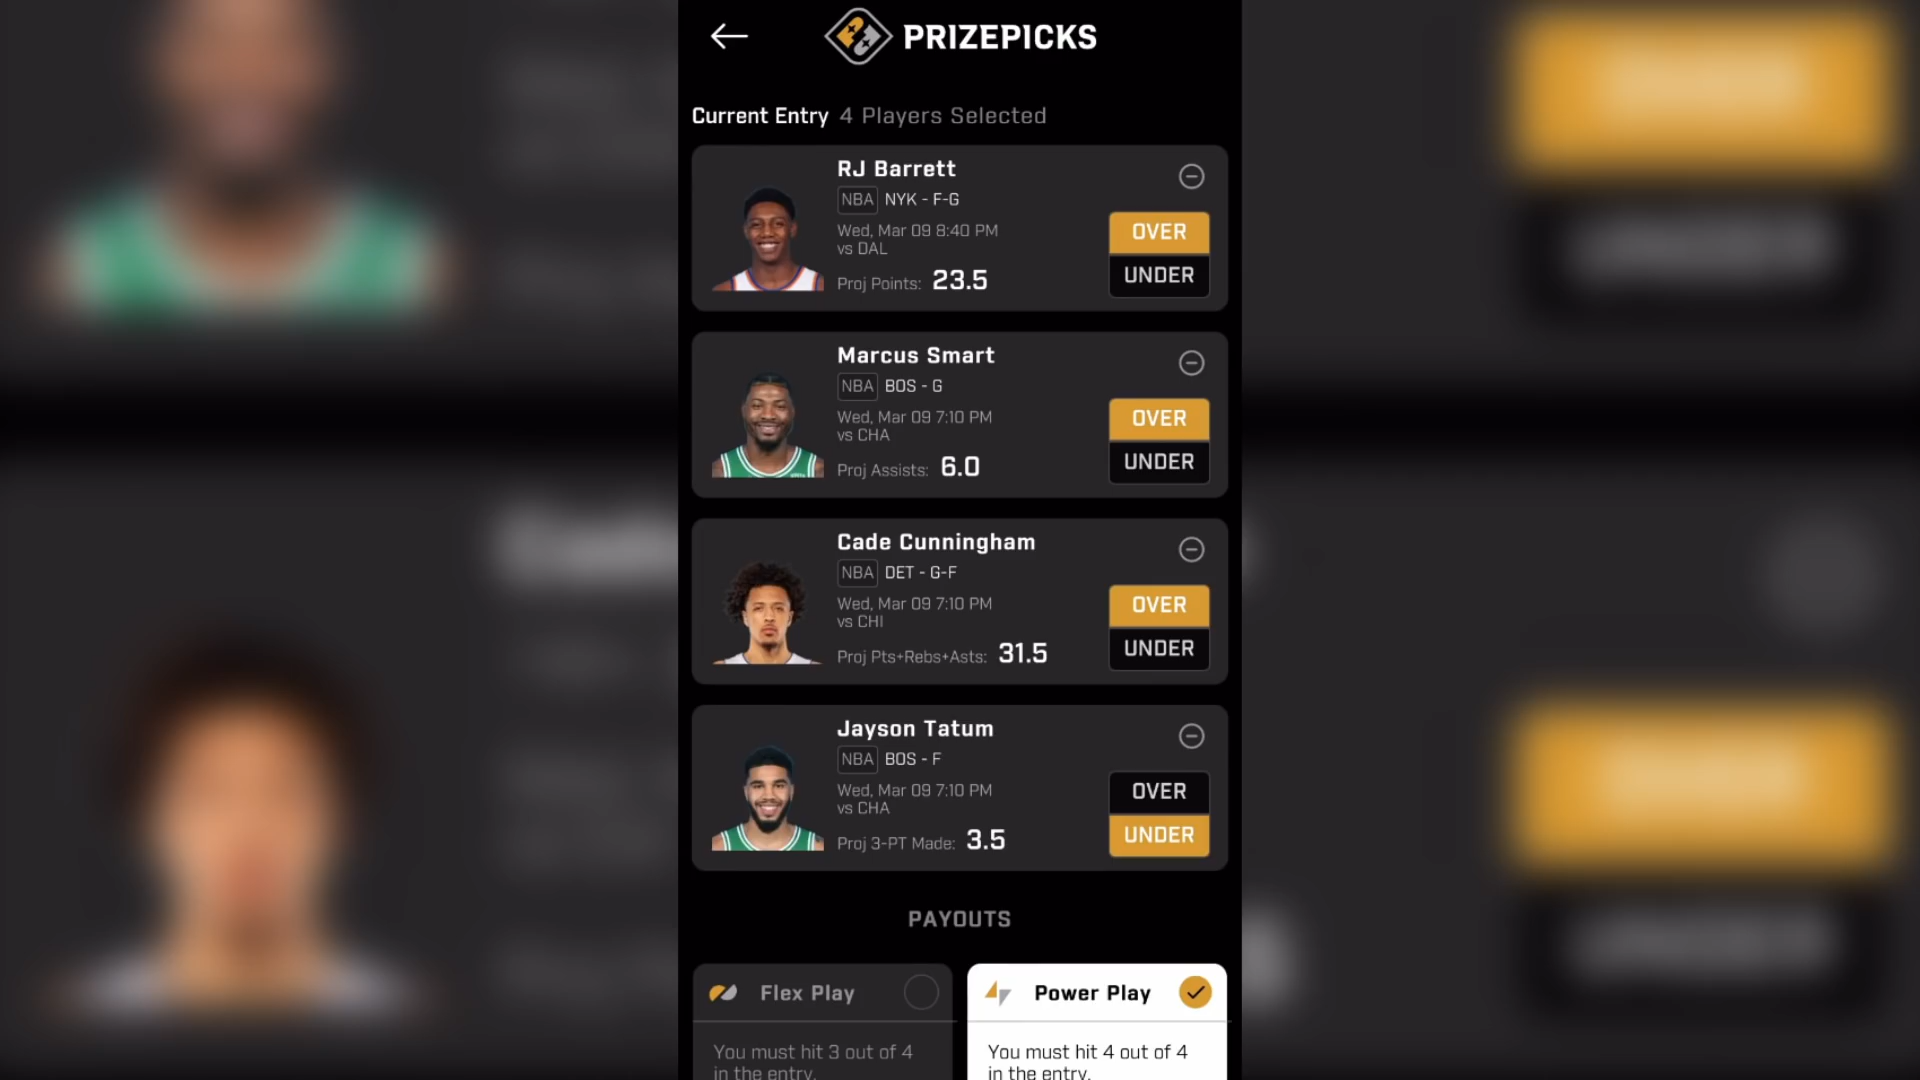 PRIZEPICKS
Current Entry 4 Players Selected
RJ Barrett
NBA NYK - F-G
Wed, Mar 09 8:40 PM
vs DAL
Proj Points: 23.5
OVER
UNDER
Marcus Smart
NBA BOS - G
Wed, Mar 09 7:10 PM
vs CHA
Proj Assists: 6.0
OVER
UNDER
Cade Cunningham
NBA DET - G-F
Wed, Mar 09 7:10 PM
vs CHI
Proj Pts+Rebs+Asts: 31.5
OVER
UNDER
Jayson Tatum
NBA BOS - F
Wed, Mar 09 7:10 PM
vs CHA
Proj 3-PT Made: 3.5
OVER
UNDER
PAYOUTS
Flex Play
You must hit 3 out of 4
in the entry.
Power Play
You must hit 4 out of 4
in the entry.